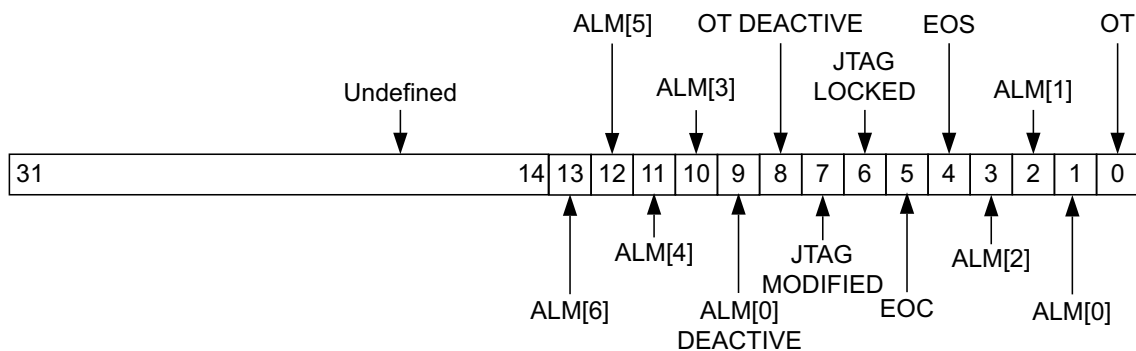 ALM[5]
OT DEACTIVE
EOS
OT
JTAG
LOCKED
Undefined
ALM[3]
ALM[1]
31
14
13
12
11
10
9
8
7
6
5
4
3
2
1
0
ALM[4]
JTAG
MODIFIED
ALM[2]
ALM[6]
ALM[0]
DEACTIVE
EOC
ALM[0]